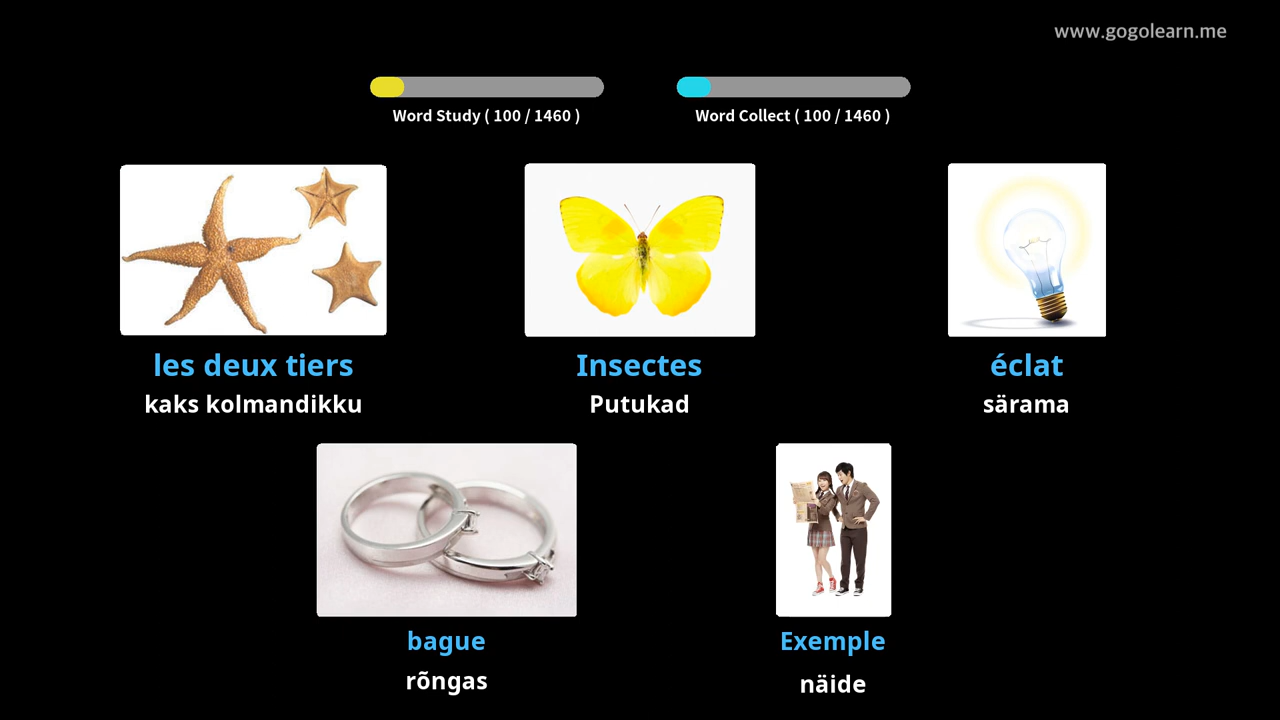 www.gogolearn.me
Word Study ( 100 / 1460 )
Word Collect ( 100 / 1460 )
les deux tiers
kaks kolmandikku
Insectes
Putukad
éclat
särama
bague
rõngas
Exemple
näide